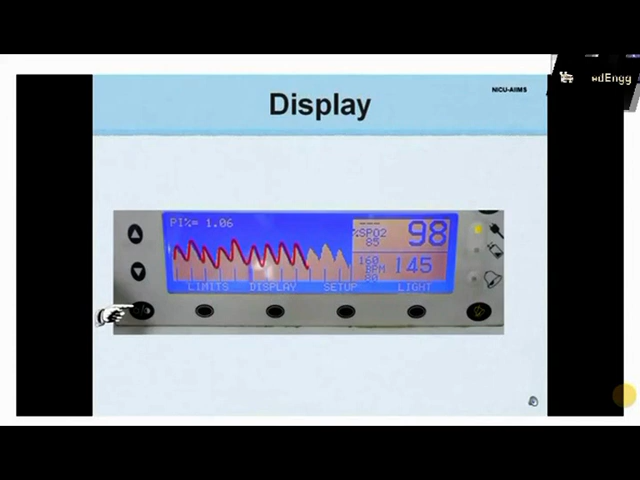 NICU-AIIMS
Display
PI%= 1.06
%SPO2
85
98
160
BPM
80
145
LIMITS
DISPLAY
SETUP
LIGHT